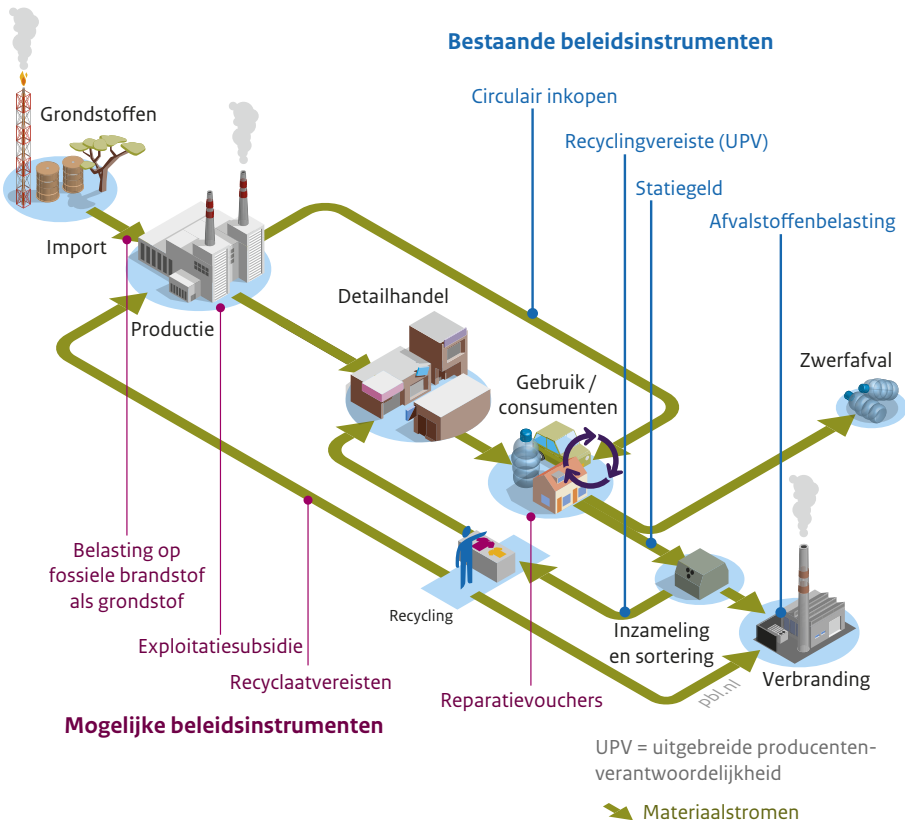 Bestaande beleidsinstrumenten
Circulair inkopen
Recyclingvereiste (UPV)
Statiegeld
Afvalstoffenbelasting
Grondstoffen
Import
Productie
Detailhandel
Gebruik /
consumenten
Zwerfafval
Belasting op
fossiele brandstof
als grondstof
Exploitatiesubsidie
Recyclaatvereisten
Recycling
Reparatievouchers
Inzameling
en sortering
Verbranding
pbl.nl
Mogelijke beleidsinstrumenten
UPV = uitgebreide producenten-
verantwoordelijkheid
Materiaalstromen